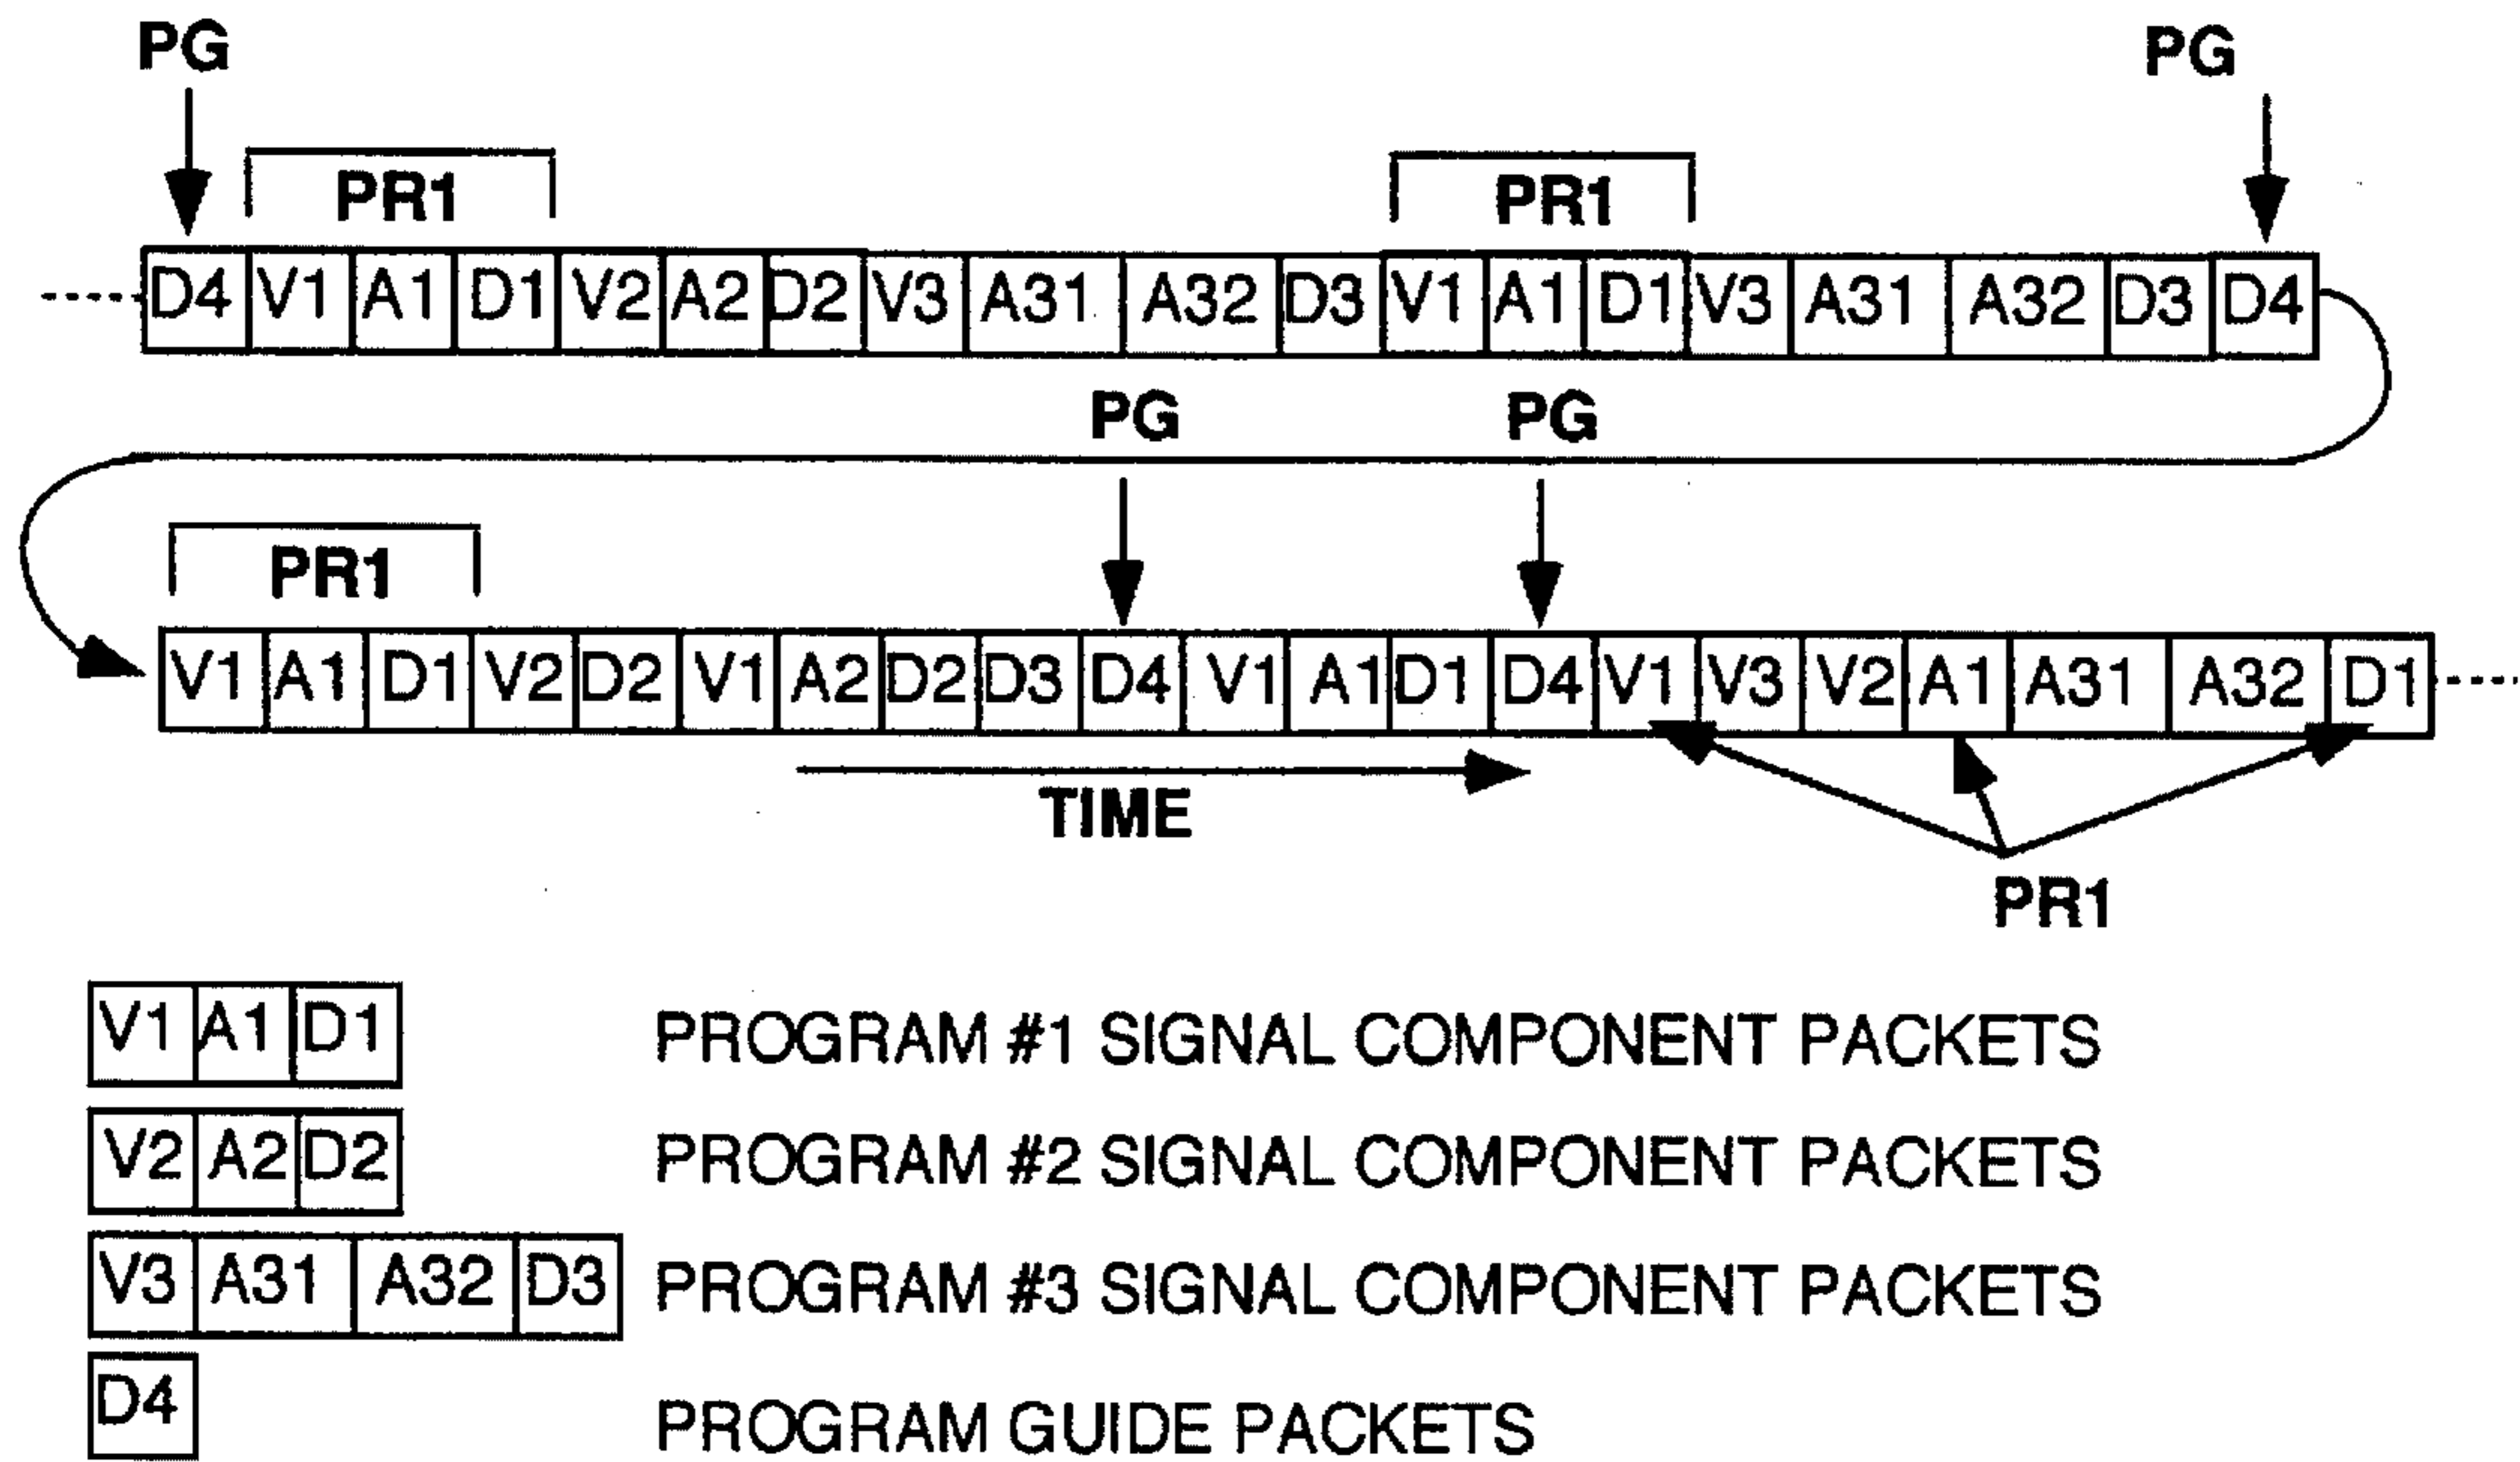 PG PG
PR1 PR1
D4 V1 A1 D1 V2 A2 D2 V3 A31 A32 D3 V1 A1 D1 V3 A31 A32 D3 D4
PG PG
PR1
V1 A1 D1 V2 D2 V1 A2 D2 D3 D4 V1 A1 D1 D4 V1 V3 V2 A1 A31 A32 D1
TIME
PR1
V1 A1 D1 PROGRAM #1 SIGNAL COMPONENT PACKETS
V2 A2 D2 PROGRAM #2 SIGNAL COMPONENT PACKETS
V3 A31 A32 D3 PROGRAM #3 SIGNAL COMPONENT PACKETS
D4 PROGRAM GUIDE PACKETS